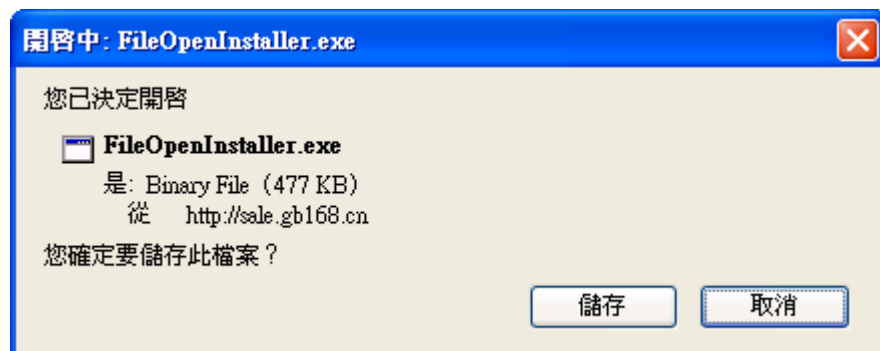 開啓中: FileOpenInstaller.exe
您已決定開啓
FileOpenInstaller.exe
是: Binary File (477 KB)
從 http://sale.gb168.cn
您確定要儲存此檔案？
儲存 取消